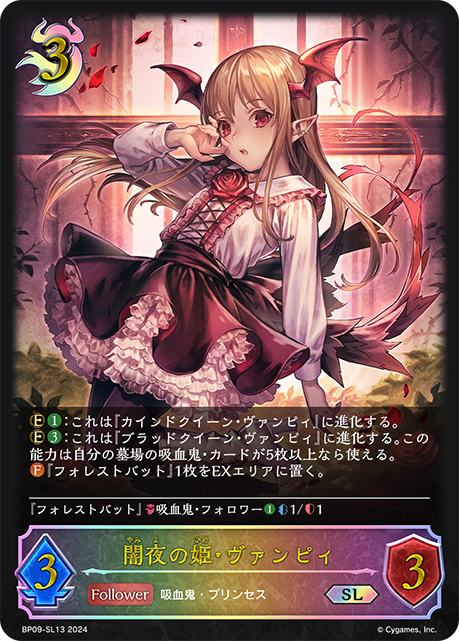 3
Ⓔ1：これは『カインドクイーン・ヴァンピィ』に進化する。
Ⓔ3：これは『ブラッドクイーン・ヴァンピィ』に進化する。この
能力は自分の墓場の吸血鬼・カードが5枚以上なら使える。
Ⓕ『フォレストバット』1枚をEXエリアに置く。
『フォレストバット』吸血鬼・フォロワー1 1/1
やみよ ひめ
闇夜の姫・ヴァンピィ
3
3
Follower 吸血鬼・プリンセス
SL
BP09-SL13 2024
© Cygames, Inc.